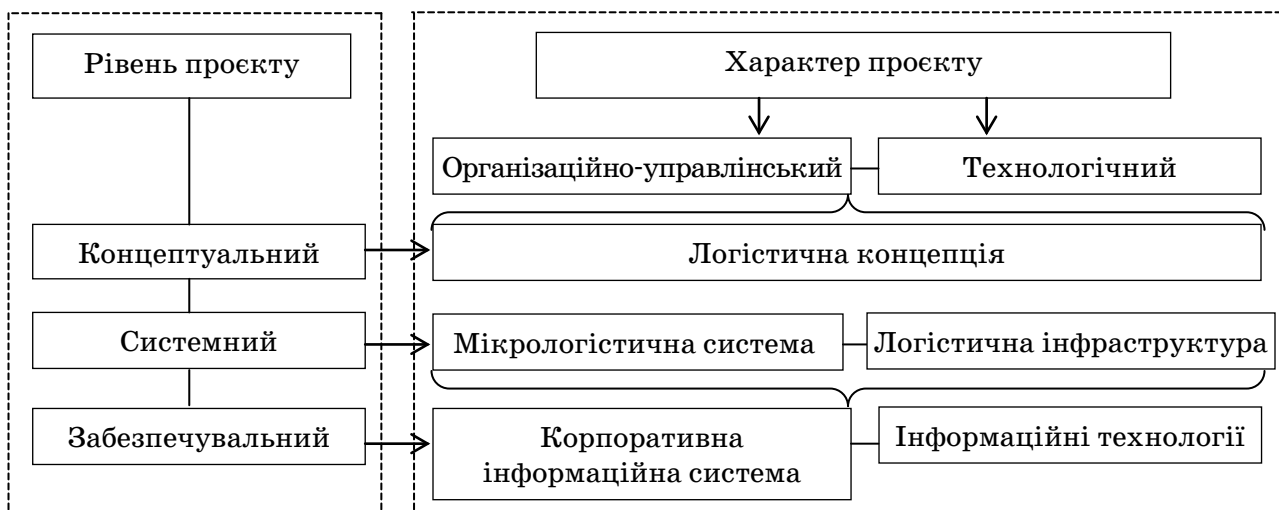 Рівень проєкту
Характер проєкту
Організаційно-управлінський
Технологічний
Концептуальний
Логістична концепція
Системний
Мікрологістична система
Логістична інфраструктура
Забезпечувальний
Корпоративна
інформаційна система
Інформаційні технології